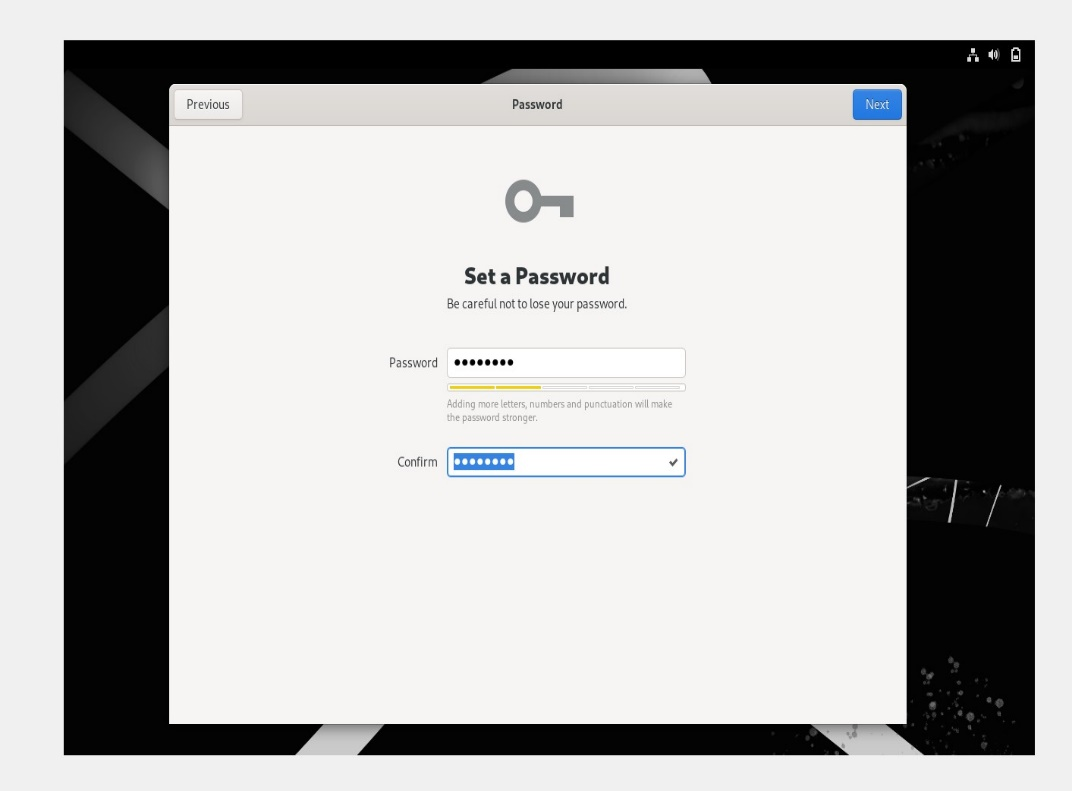 Previous
Password
Next
Set a Password
Be careful not to lose your password.
Password ●●●●●●●●
Adding more letters, numbers and punctuation will make
the password stronger.
Confirm ●●●●●●●●